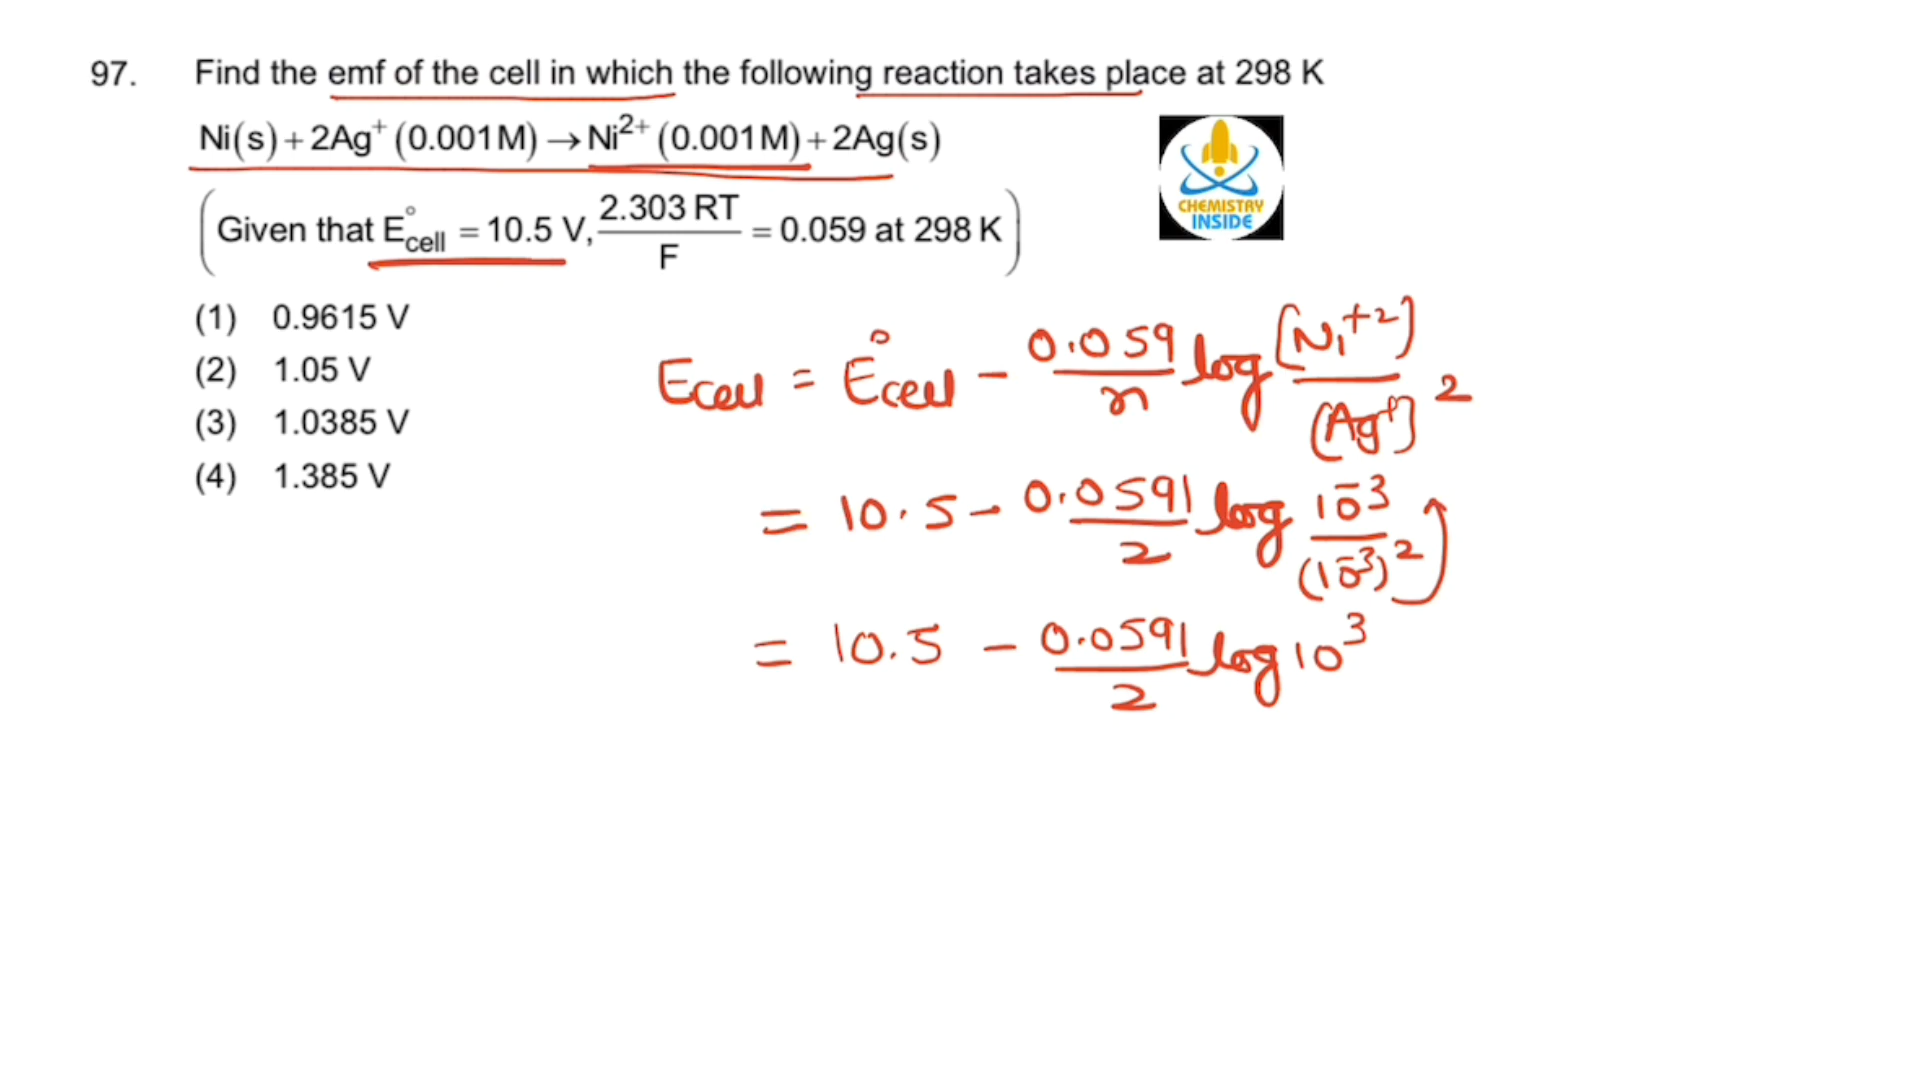 97. Find the emf of the cell in which the following reaction takes place at 298 K
Ni(s) + 2Ag⁺ (0.001 M) → Ni²⁺ (0.001 M) + 2Ag(s)
(Given that E°cell = 10.5 V, 2.303 RT / F = 0.059 at 298 K)
CHEMISTRY
INSIDE
(1) 0.9615 V
(2) 1.05 V
(3) 1.0385 V
(4) 1.385 V
Ecell = E°cell - 0.059/n log [Ni⁺²]/[Ag⁺]²
= 10.5 - 0.0591/2 log 10⁻³/(10⁻³)²
= 10.5 - 0.0591/2 log 10³